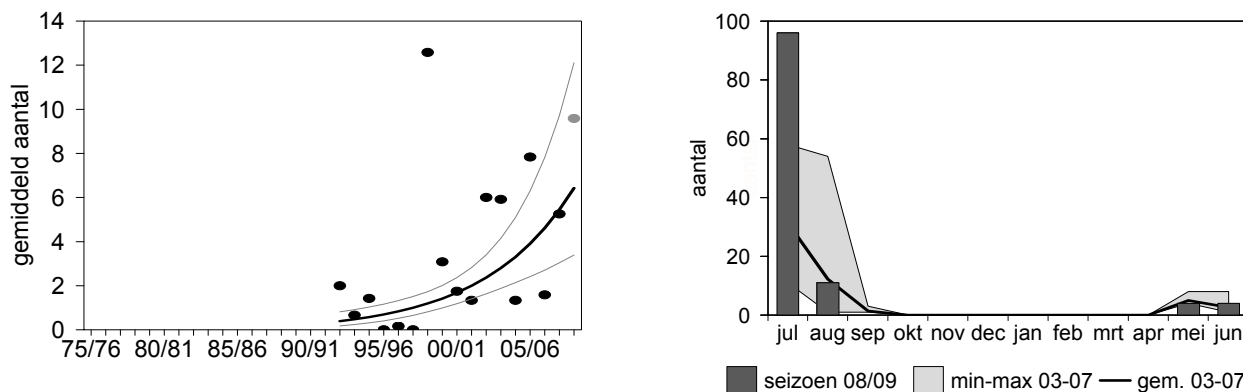 14
12
10
8
6
4
2
0
gemiddeld aantal
75/76 80/81 85/86 90/91 95/96 00/01 05/06
100
80
60
40
20
0
aantal
jul aug sep okt nov dec jan feb mrt apr mei jun
seizoen 08/09 min-max 03-07 gem. 03-07